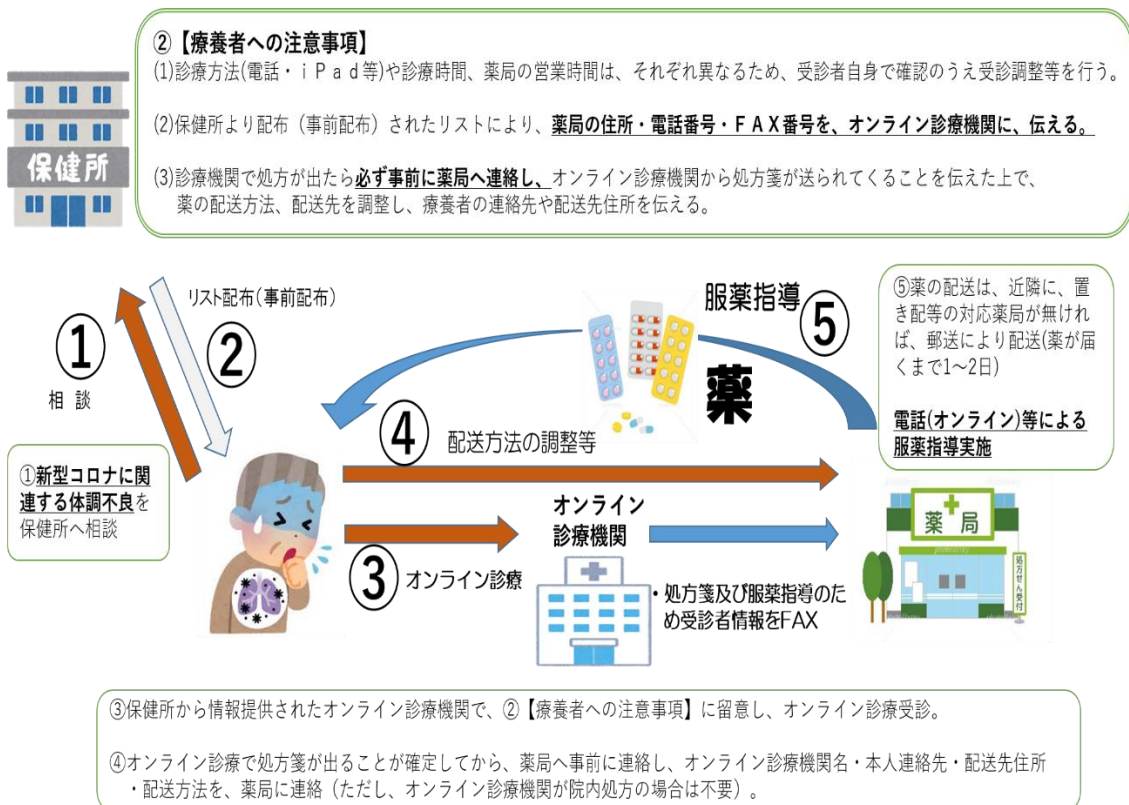 ②【療養者への注意事項】
(1)診療方法(電話・ｉＰａｄ等)や診療時間、薬局の営業時間は、それぞれ異なるため、受診者自身で確認のうえ受診調整等を行う。
(2)保健所より配布（事前配布）されたリストにより、薬局の住所・電話番号・ＦＡＸ番号を、オンライン診療機関に、伝える。
(3)診療機関で処方が出たら必ず事前に薬局へ連絡し、オンライン診療機関から処方箋が送られてくることを伝えた上で、
薬の配送方法、配送先を調整し、療養者の連絡先や配送先住所を伝える。
保健所
リスト配布(事前配布)
①
相 談
②
服薬指導
⑤
薬
⑤薬の配送は、近隣に、置
き配等の対応薬局が無けれ
ば、郵送により配送(薬が届
くまで1～2日)
電話(オンライン)等による
服薬指導実施
④
配送方法の調整等
①新型コロナに関
連する体調不良を
保健所へ相談
③
オンライン診療
オンライン
診療機関
・処方箋及び服薬指導のた
め受診者情報をFAX
薬局
処方せん受付
③保健所から情報提供されたオンライン診療機関で、②【療養者への注意事項】に留意し、オンライン診療受診。
④オンライン診療で処方箋が出ることが確定してから、薬局へ事前に連絡し、オンライン診療機関名・本人連絡先・配送先住所
・配送方法を、薬局に連絡（ただし、オンライン診療機関が院内処方の場合は不要）。